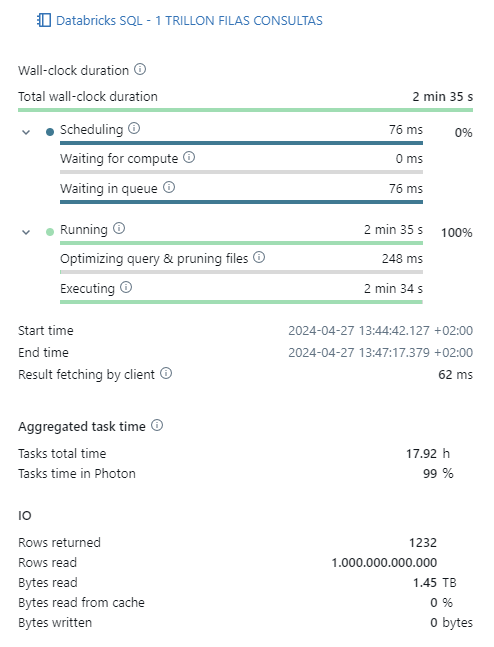 Databricks SQL - 1 TRILLON FILAS CONSULTAS
Wall-clock duration
Total wall-clock duration 2 min 35 s
Scheduling 76 ms 0%
Waiting for compute 0 ms
Waiting in queue 76 ms
Running 2 min 35 s 100%
Optimizing query & pruning files 248 ms
Executing 2 min 34 s
Start time 2024-04-27 13:44:42.127 +02:00
End time 2024-04-27 13:47:17.379 +02:00
Result fetching by client 62 ms
Aggregated task time
Tasks total time 17.92 h
Tasks time in Photon 99 %
IO
Rows returned 1232
Rows read 1.000.000.000.000
Bytes read 1.45 TB
Bytes read from cache 0 %
Bytes written 0 bytes